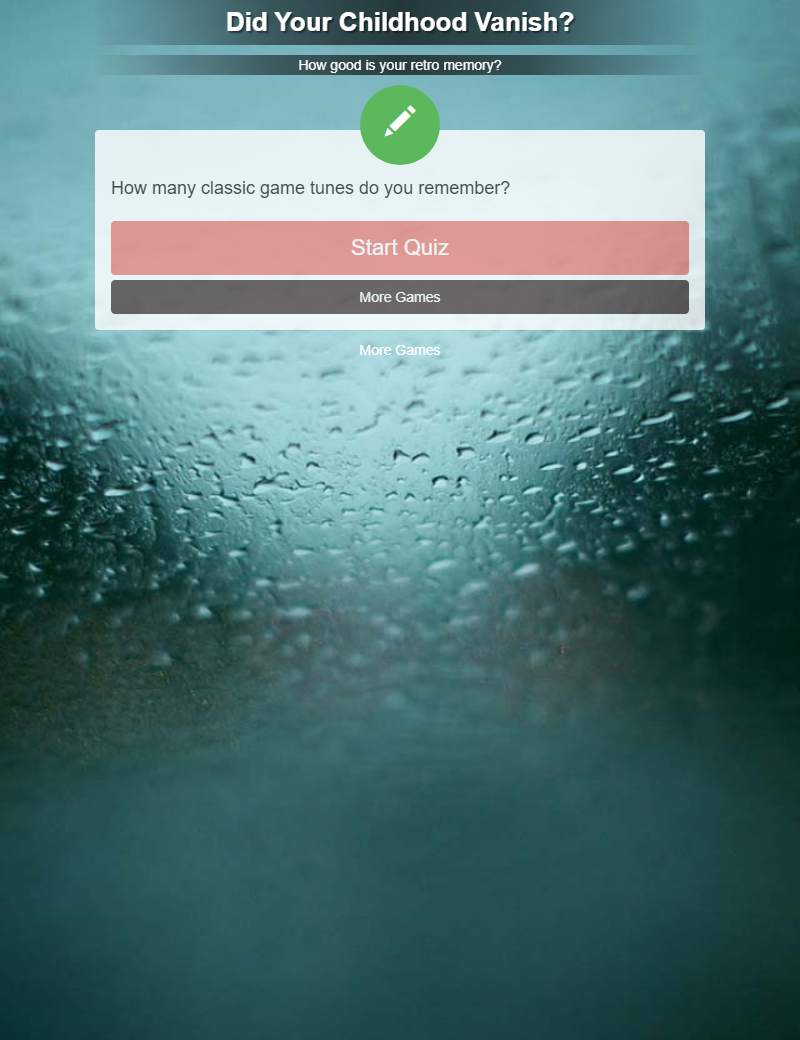 Did Your Childhood Vanish?
How good is your retro memory?
How many classic game tunes do you remember?
Start Quiz
More Games
More Games